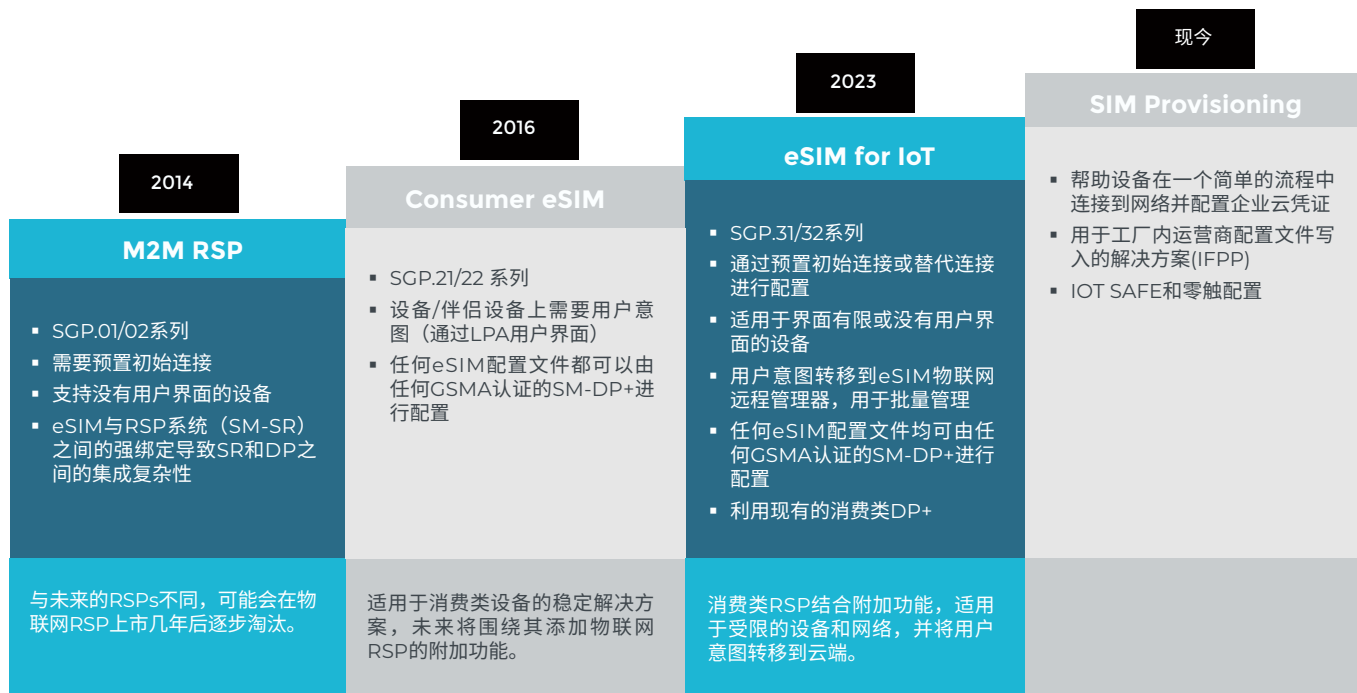 2014
M2M RSP
▪ SGP.01/02系列
▪ 需要预置初始连接
▪ 支持没有用户界面的设备
▪ eSIM与RSP系统（SM-SR）
之间的强绑定导致SR和DP之
间的集成复杂性
与未来的RSPs不同，可能会在物
联网RSP上市几年后逐步淘汰。
2016
Consumer eSIM
▪ SGP.21/22 系列
▪ 设备/伴侣设备上需要用户意
图（通过LPA用户界面）
▪ 任何eSIM配置文件都可以由
任何GSMA认证的SM-DP+进
行配置
适用于消费类设备的稳定解决方
案，未来将围绕其添加物联网
RSP的附加功能。
2023
eSIM for IoT
▪ SGP.31/32系列
▪ 通过预置初始连接或替代连接
进行配置
▪ 适用于界面有限或没有用户界
面的设备
▪ 用户意图转移到eSIM物联网
远程管理器，用于批量管理
▪ 任何eSIM配置文件均可由任
何GSMA认证的SM-DP+进行
配置
▪ 利用现有的消费类DP+
消费类RSP结合附加功能，适用
于受限的设备和网络，并将用户
意图转移到云端。
现今
SIM Provisioning
▪ 帮助设备在一个简单的流程中
连接到网络并配置企业云凭证
▪ 用于工厂内运营商配置文件写
入的解决方案(IFPP)
▪ IOT SAFE和零触配置